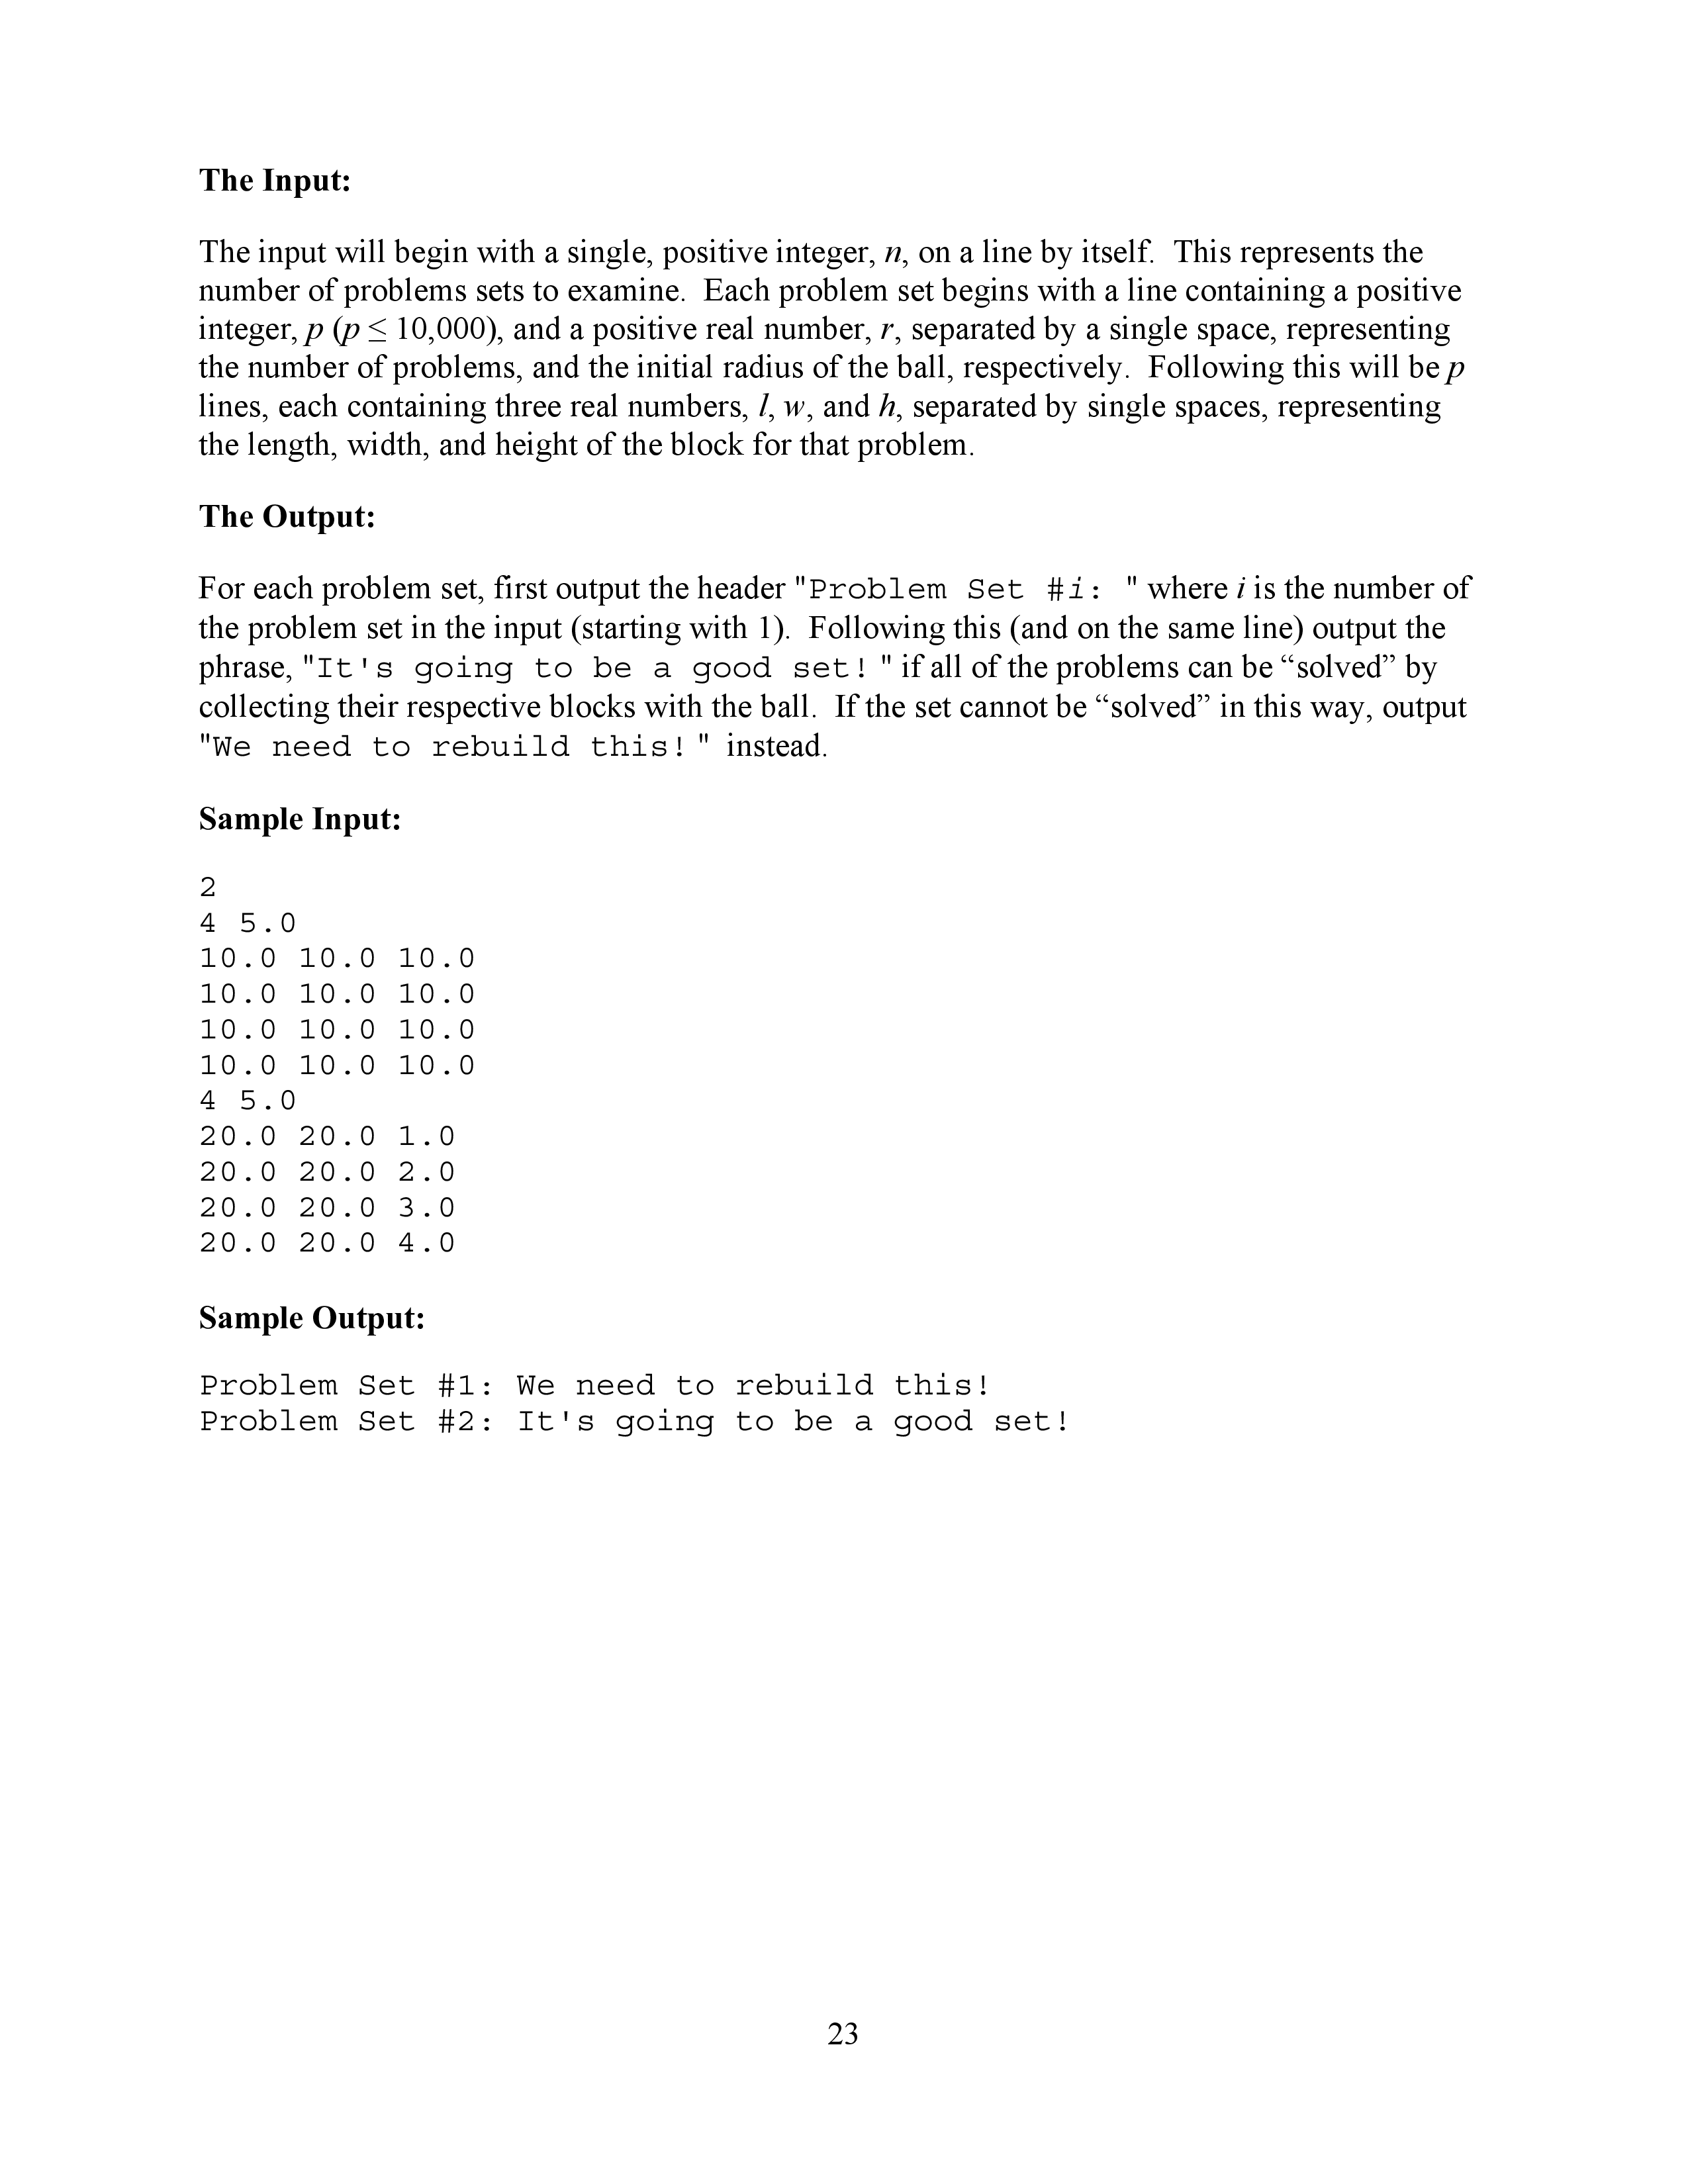 The Input:
The input will begin with a single, positive integer, n, on a line by itself.  This represents the
number of problems sets to examine.  Each problem set begins with a line containing a positive
integer, p (p ≤ 10,000), and a positive real number, r, separated by a single space, representing
the number of problems, and the initial radius of the ball, respectively.  Following this will be p
lines, each containing three real numbers, l, w, and h, separated by single spaces, representing
the length, width, and height of the block for that problem.
The Output:
For each problem set, first output the header "Problem Set #i: " where i is the number of
the problem set in the input (starting with 1).  Following this (and on the same line) output the
phrase, "It's going to be a good set!" if all of the problems can be “solved” by
collecting their respective blocks with the ball.  If the set cannot be “solved” in this way, output
"We need to rebuild this!"  instead.
Sample Input:
2
4 5.0
10.0 10.0 10.0
10.0 10.0 10.0
10.0 10.0 10.0
10.0 10.0 10.0
4 5.0
20.0 20.0 1.0
20.0 20.0 2.0
20.0 20.0 3.0
20.0 20.0 4.0
Sample Output:
Problem Set #1: We need to rebuild this!
Problem Set #2: It's going to be a good set!
23